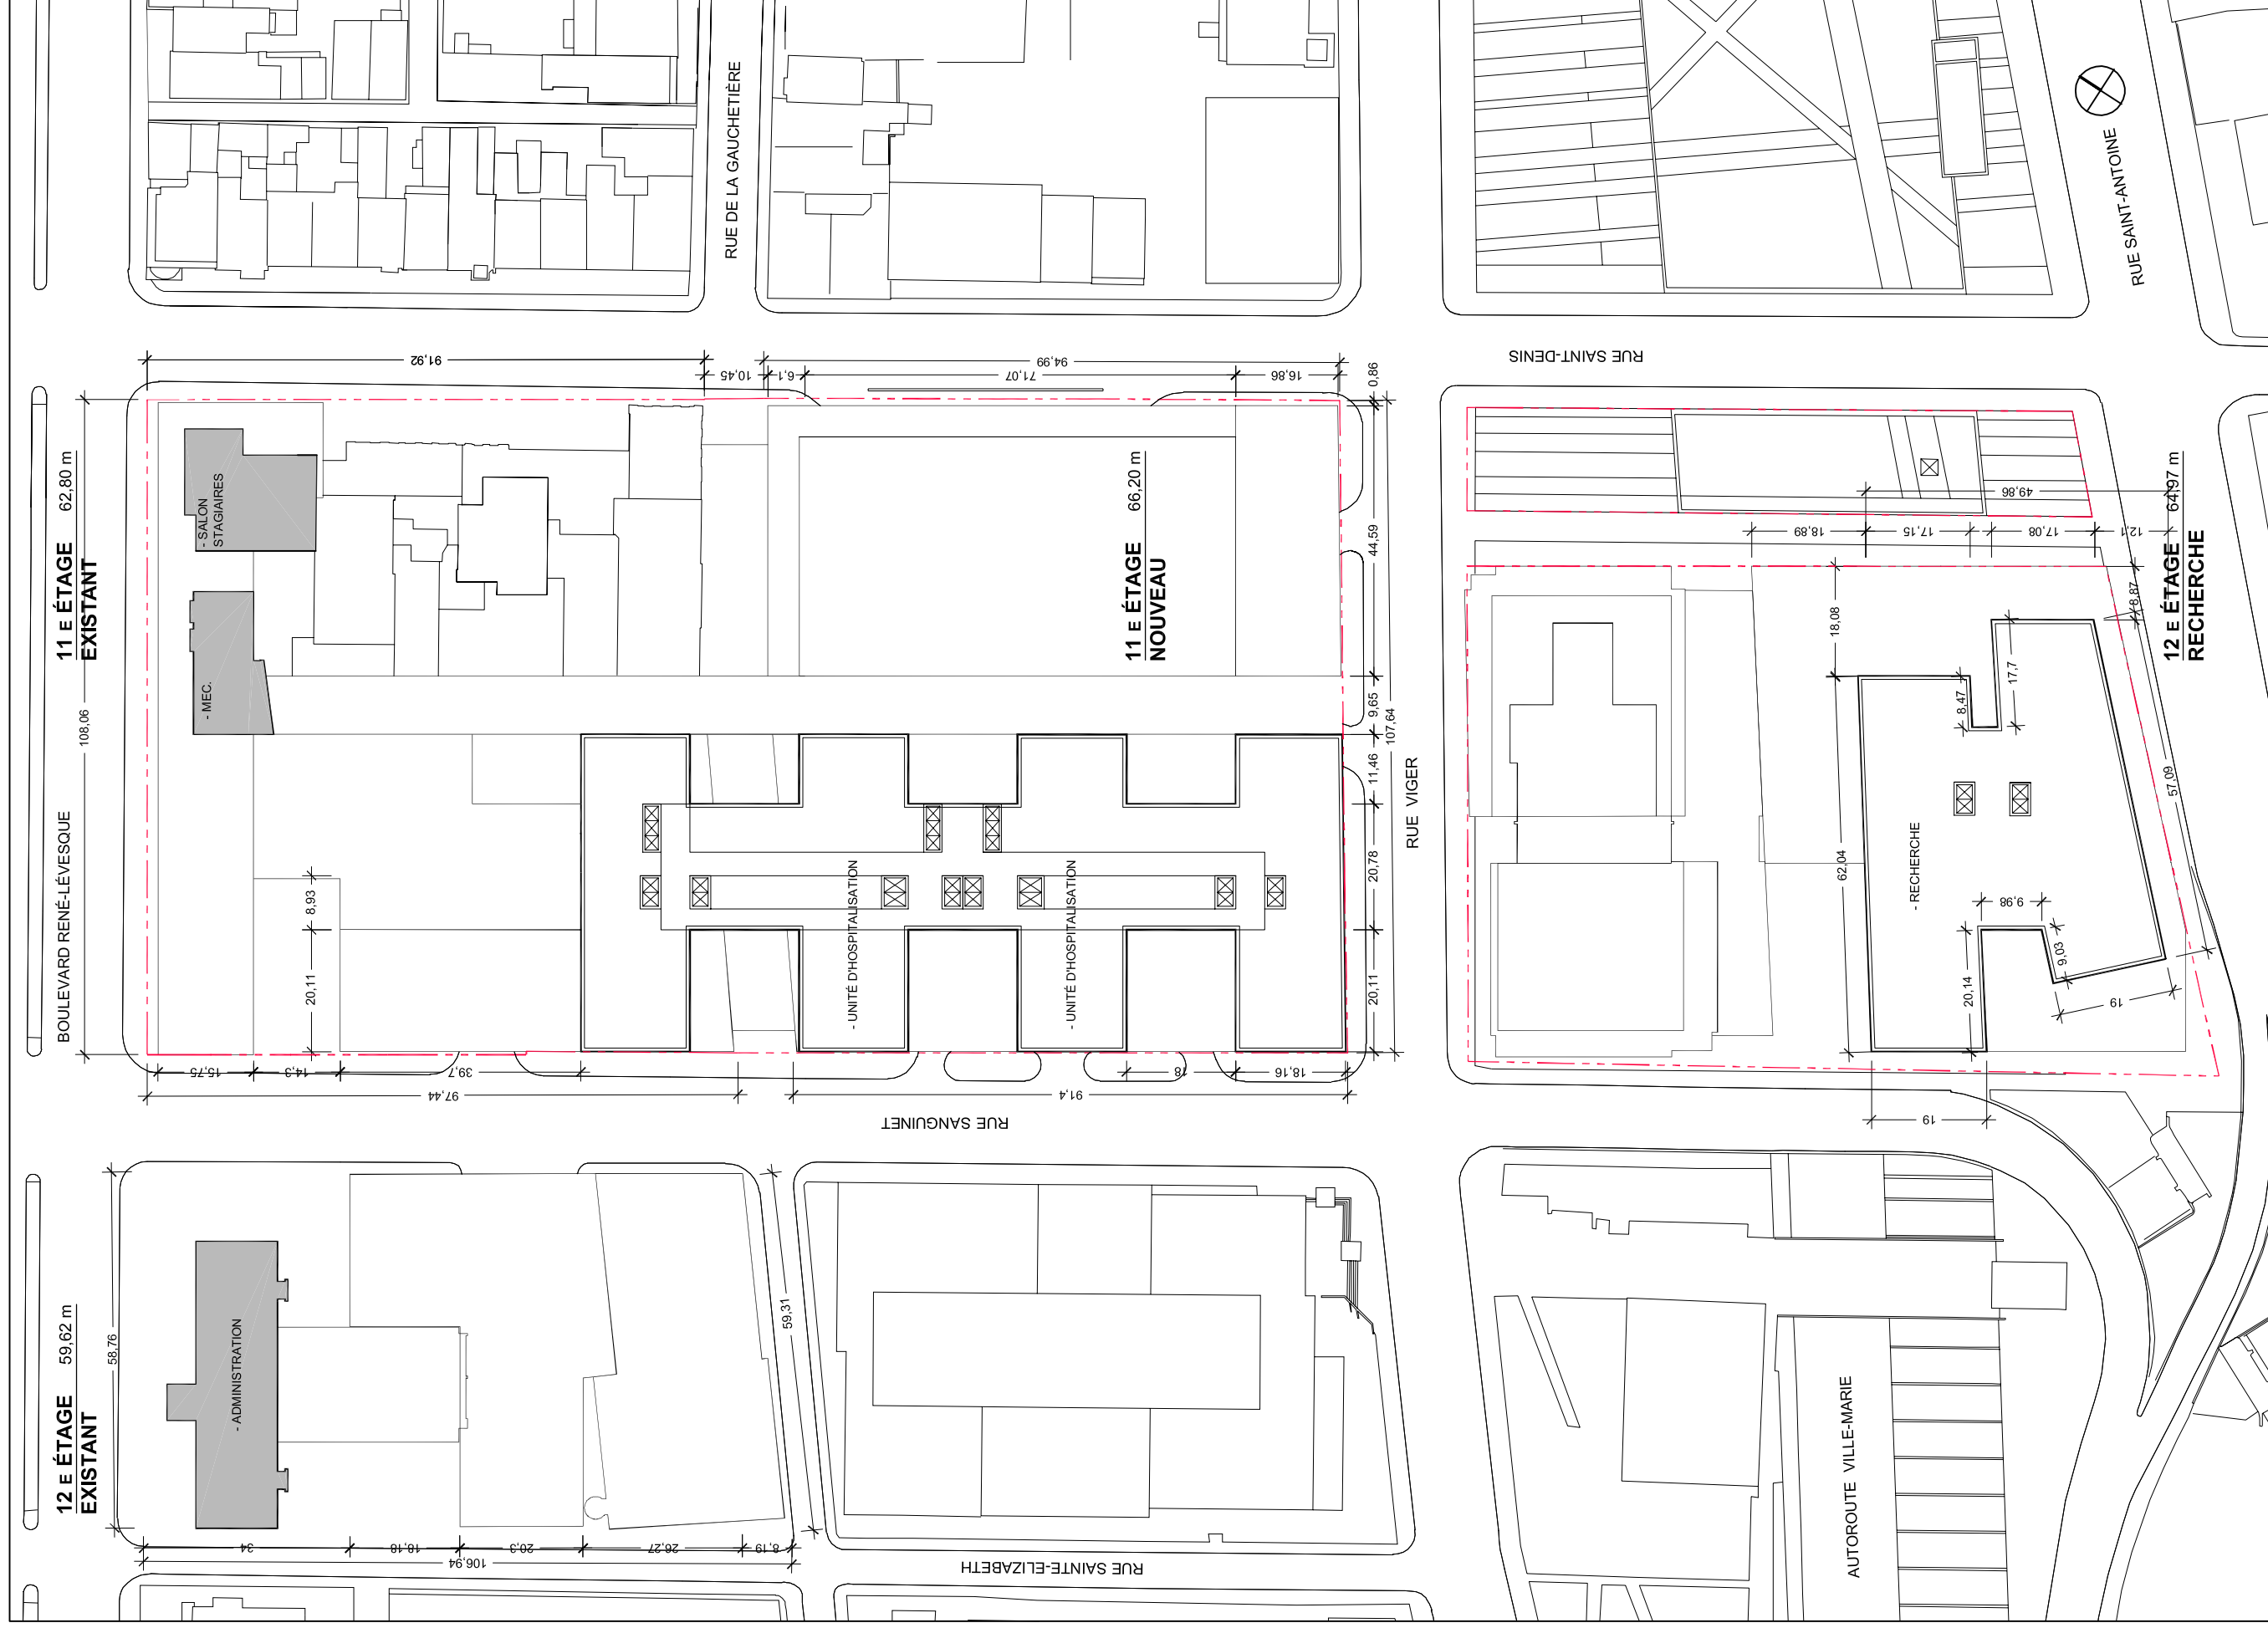 RUE DE LA GAUCHETIÈRE
RUE SAINT-ANTOINE
RUE SAINT-DENIS
91,92
94,99
10,45
6,1
71,07
16,86
0,86
11 E ÉTAGE 62,80 m
EXISTANT
108,06
BOULEVARD RENÉ-LÉVESQUE
- SALON
STAGIAIRES
- MEC.
11 E ÉTAGE 66,20 m
NOUVEAU
44,59
9,65
107,64
11,46
20,78
20,11
RUE VIGER
8,93
20,11
- UNITÉ D'HOSPITALISATION
- UNITÉ D'HOSPITALISATION
15,75
14,3
39,7
18
18,16
97,44
91,4
RUE SANGUINET
49,86
18,89
17,15
17,08
12,1
12 E ÉTAGE 64,97 m
RECHERCHE
8,87
18,08
8,47
17,7
57,09
62,04
- RECHERCHE
9,98
9,03
20,14
19
19
12 E ÉTAGE 59,62 m
EXISTANT
58,76
- ADMINISTRATION
59,31
34
18,18
20,3
26,27
8,19
106,94
RUE SAINTE-ELIZABETH
AUTOROUTE VILLE-MARIE